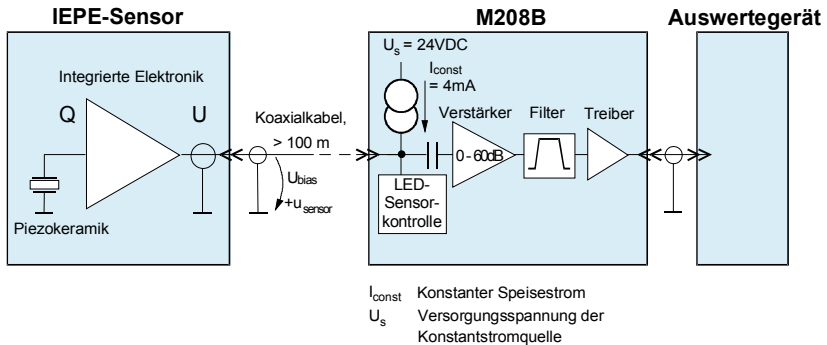 IEPE-Sensor
M208B
Auswertegerät
Integrierte Elektronik
Q
U
Piezokeramik
Koaxialkabel,
> 100 m
Ubias
+usensor
Us = 24VDC
Iconst
= 4mA
Verstärker
Filter
Treiber
0 - 60dB
LED-
Sensor-
kontrolle
Iconst Konstanter Speisestrom
Us Versorgungsspannung der
Konstantstromquelle